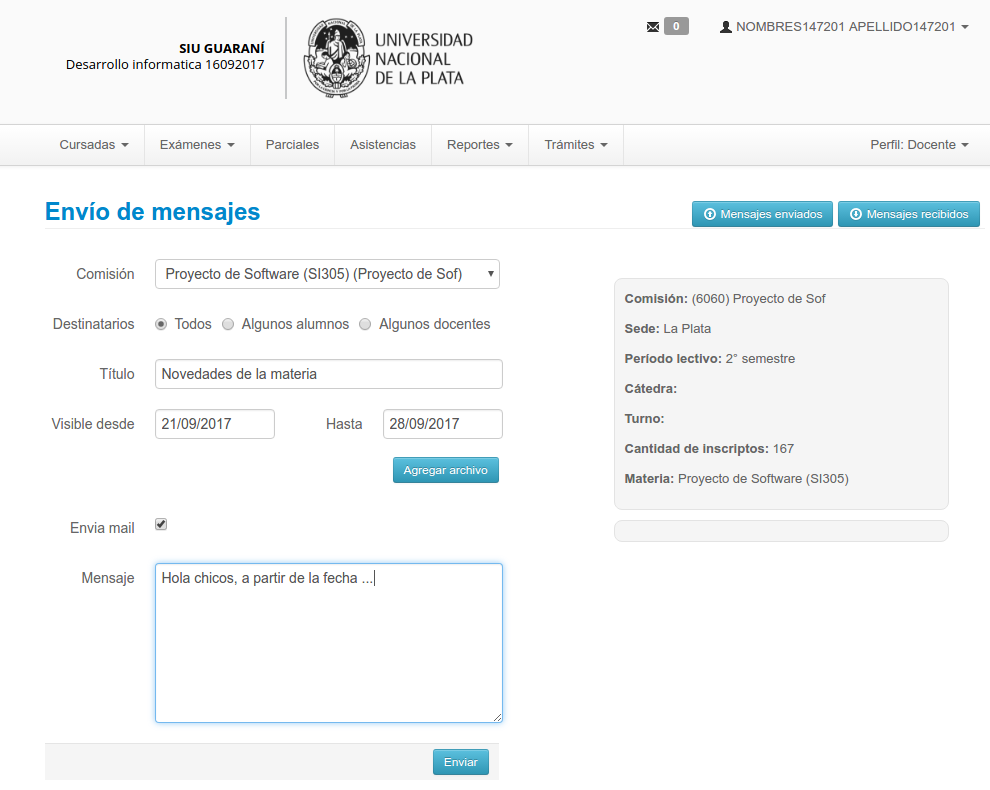 SIU GUARANÍ
Desarrollo informatica 16092017
UNIVERSIDAD
NACIONAL
DE LA PLATA
0
NOMBRES147201 APELLIDO147201
Cursadas
Exámenes
Parciales
Asistencias
Reportes
Trámites
Perfil: Docente
Envío de mensajes
Mensajes enviados
Mensajes recibidos
Comisión
Proyecto de Software (SI305) (Proyecto de Sof)
Destinatarios
Todos
Algunos alumnos
Algunos docentes
Título
Novedades de la materia
Visible desde
21/09/2017
Hasta
28/09/2017
Agregar archivo
Envia mail
Mensaje
Hola chicos, a partir de la fecha ...
Enviar
Comisión: (6060) Proyecto de Sof
Sede: La Plata
Período lectivo: 2° semestre
Cátedra:
Turno:
Cantidad de inscriptos: 167
Materia: Proyecto de Software (SI305)